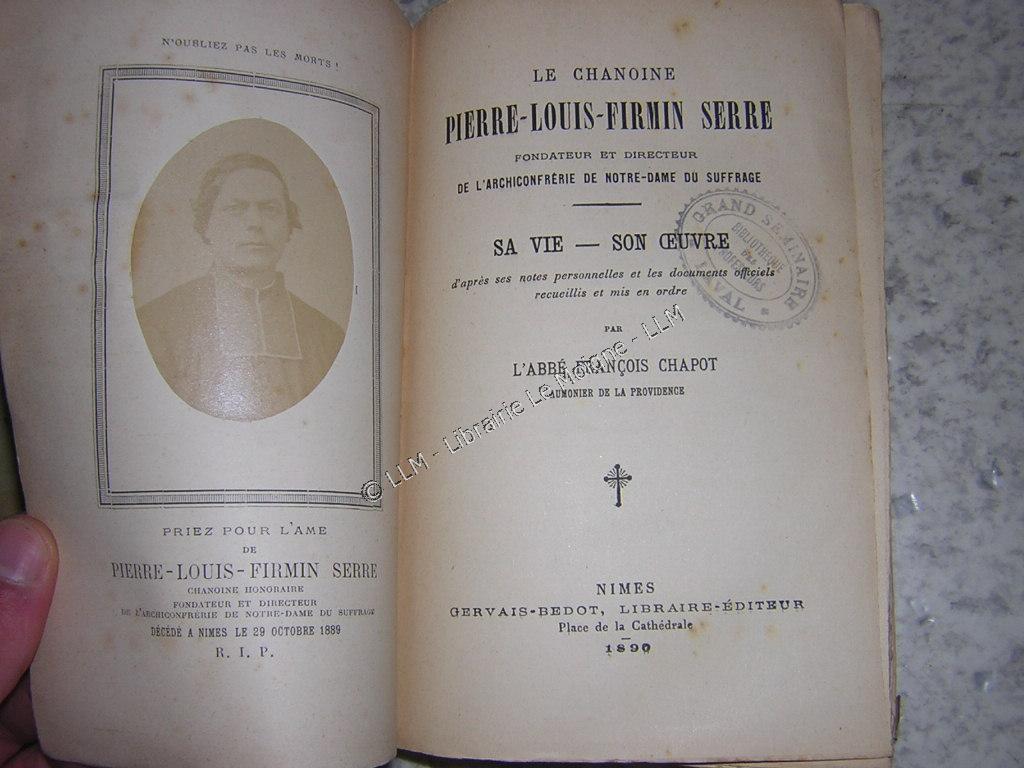 N'OUBLIEZ PAS LES MORTS !
PRIEZ POUR L'AME
DE
PIERRE-LOUIS-FIRMIN SERRE
CHANOINE HONORAIRE
FONDATEUR ET DIRECTEUR
DE L'ARCHICONFRÉRIE DE NOTRE-DAME DU SUFFRAGE
DÉCÉDÉ A NIMES LE 29 OCTOBRE 1889
R. I. P.
LE CHANOINE
PIERRE-LOUIS-FIRMIN SERRE
FONDATEUR ET DIRECTEUR
DE L'ARCHICONFRÉRIE DE NOTRE-DAME DU SUFFRAGE
SA VIE — SON ŒUVRE
d'après ses notes personnelles et les documents officiels
recueillis et mis en ordre
PAR
L'ABBÉ FRANÇOIS CHAPOT
AUMONIER DE LA PROVIDENCE
NIMES
GERVAIS-BEDOT, LIBRAIRE-ÉDITEUR
Place de la Cathédrale
1890
GRAND SÉMINAIRE
BIBLIOTHÈQUE
DES
PROFESSEURS
LAVAL
© LLM - Librairie Le Moigne - LLM